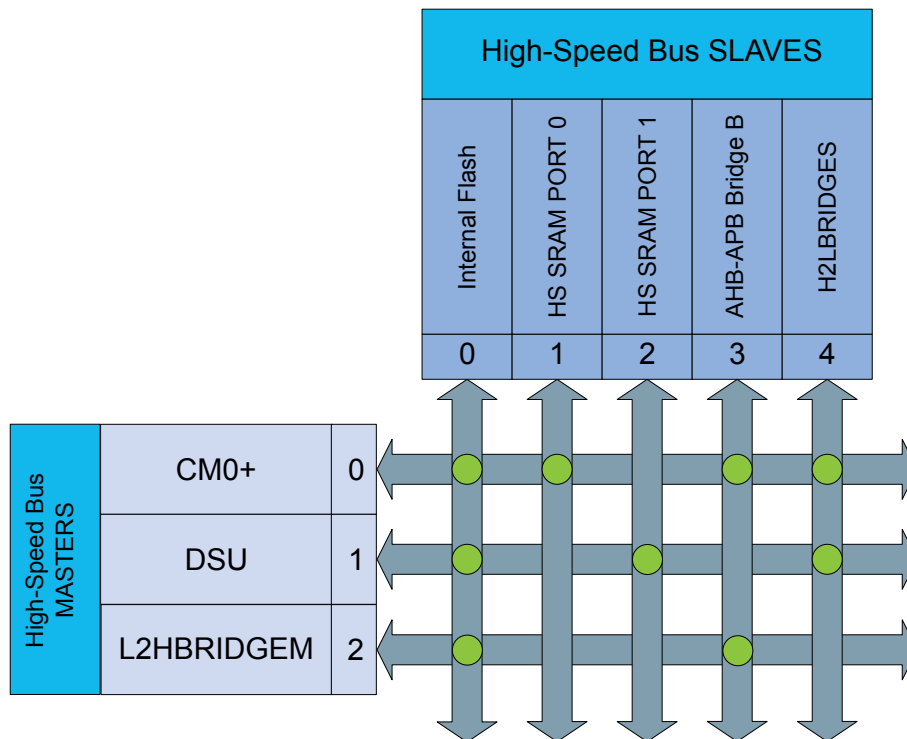 High-Speed Bus SLAVES
Internal Flash
HS SRAM PORT 0
HS SRAM PORT 1
AHB-APB Bridge B
H2LBRIDGES
0
1
2
3
4
High-Speed Bus
MASTERS
CM0+
0
DSU
1
L2HBRIDGEM
2